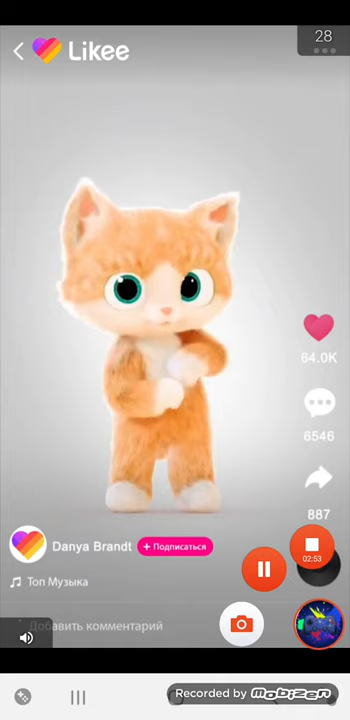 28
Likee
64.0K
6546
887
Danya Brandt
+ Подписаться
02:53
Топ Музыка
Добавить комментарий
Recorded by MOBIZEN